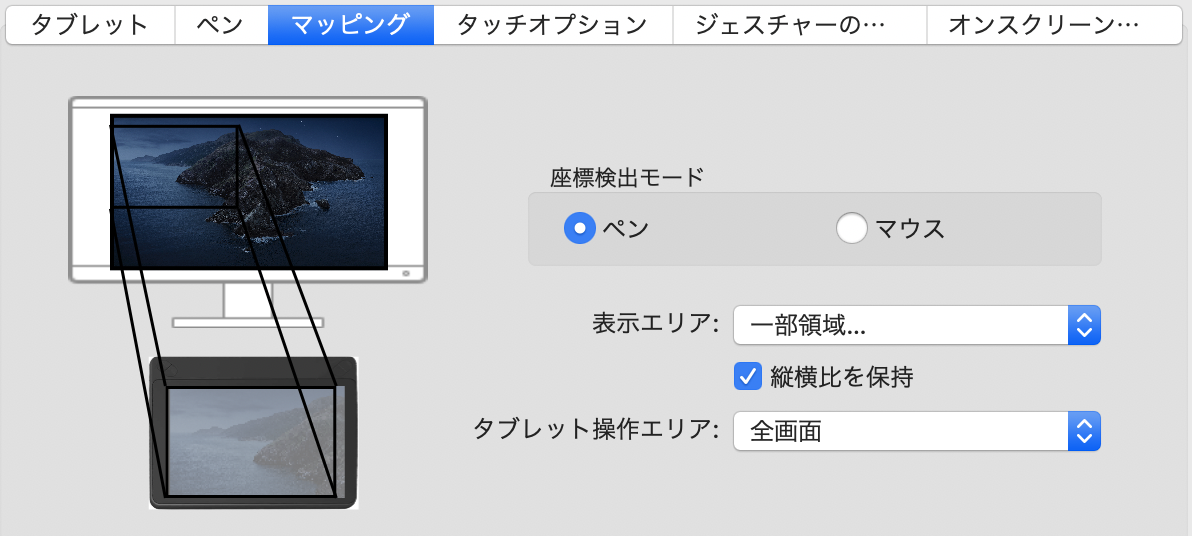 タブレット ペン マッピング タッチオプション ジェスチャーの… オンスクリーン…
座標検出モード
ペン マウス
表示エリア: 一部領域...
縦横比を保持
タブレット操作エリア: 全画面